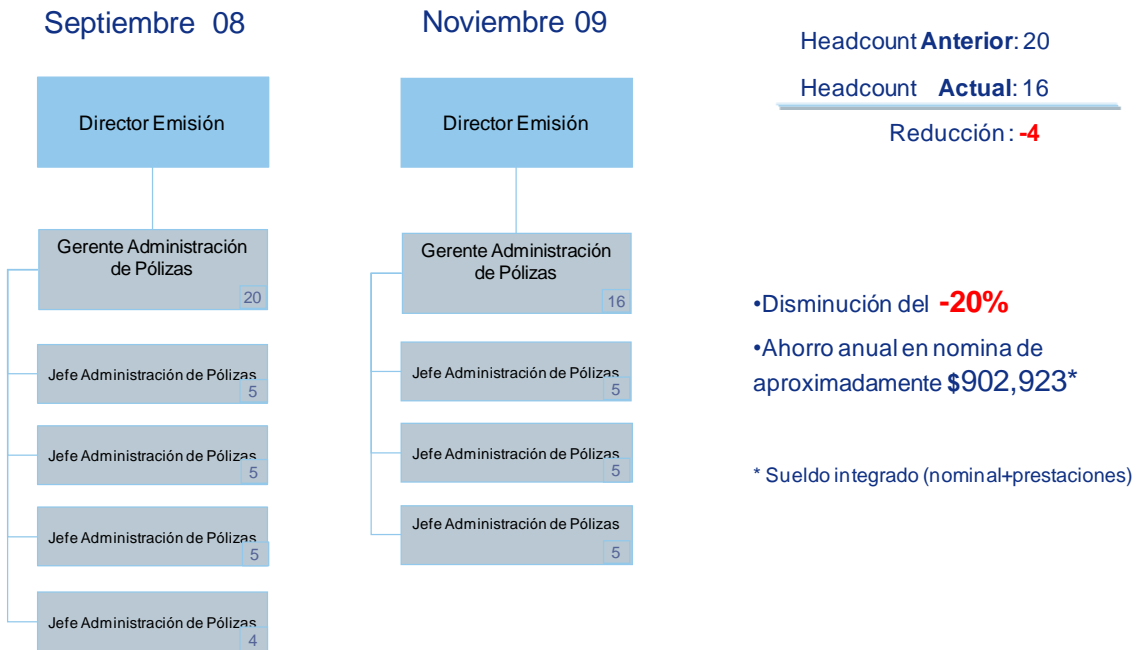 Septiembre 08
Director Emisión
Gerente Administración
de Pólizas
20
Jefe Administración de Pólizas
5
Jefe Administración de Pólizas
5
Jefe Administración de Pólizas
5
Jefe Administración de Pólizas
4
Noviembre 09
Director Emisión
Gerente Administración
de Pólizas
16
Jefe Administración de Pólizas
5
Jefe Administración de Pólizas
5
Jefe Administración de Pólizas
5
Headcount Anterior: 20
Headcount Actual: 16
Reducción: -4
•Disminución del -20%
•Ahorro anual en nomina de
aproximadamente $902,923*
* Sueldo integrado (nominal+prestaciones)